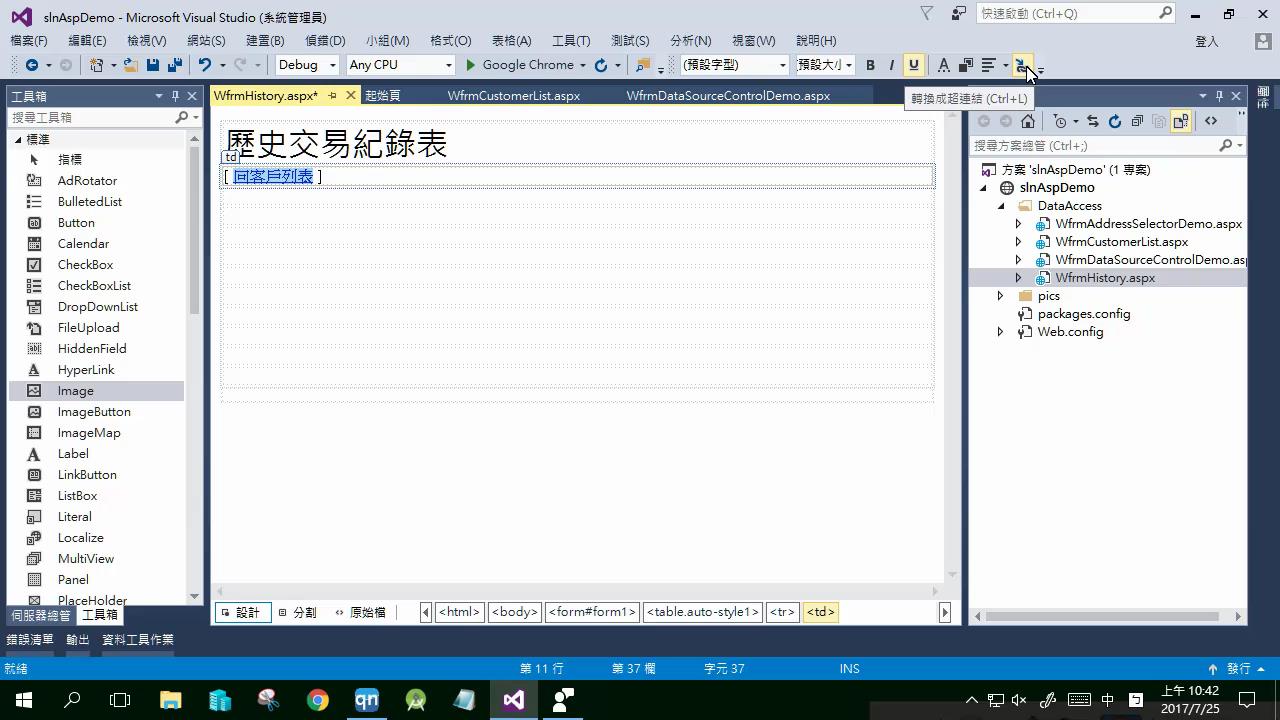 slnAspDemo - Microsoft Visual Studio (系統管理員)
快速啟動 (Ctrl+Q)
檔案(F) 編輯(E) 檢視(V) 網站(S) 建置(B) 偵錯(D) 小組(M) 格式(O) 表格(A) 工具(T) 測試(S) 分析(N) 視窗(W) 說明(H) 登入
Debug Any CPU Google Chrome (預設字型) 預設大小 B I U A
工具箱
WfrmHistory.aspx* 起始頁 WfrmCustomerList.aspx WfrmDataSourceControlDemo.aspx
轉換成超連結 (Ctrl+L)
搜尋工具箱
標準
指標
AdRotator
BulletedList
Button
Calendar
CheckBox
CheckBoxList
DropDownList
FileUpload
HiddenField
HyperLink
Image
ImageButton
ImageMap
Label
LinkButton
ListBox
Literal
Localize
MultiView
Panel
PlaceHolder
伺服器總管 工具箱
歷史交易紀錄表
td
[ 回客戶列表 ]
設計 分割 原始檔 <html> <body> <form#form1> <table.auto-style1> <tr> <td>
搜尋方案總管 (Ctrl+;)
方案 'slnAspDemo' (1 專案)
slnAspDemo
DataAccess
WfrmAddressSelectorDemo.aspx
WfrmCustomerList.aspx
WfrmDataSourceControlDemo.as
WfrmHistory.aspx
pics
packages.config
Web.config
錯誤清單 輸出 資料工具作業
就緒 第 11 行 第 37 欄 字元 37 INS 發行
qn 中 上午 10:42
2017/7/25